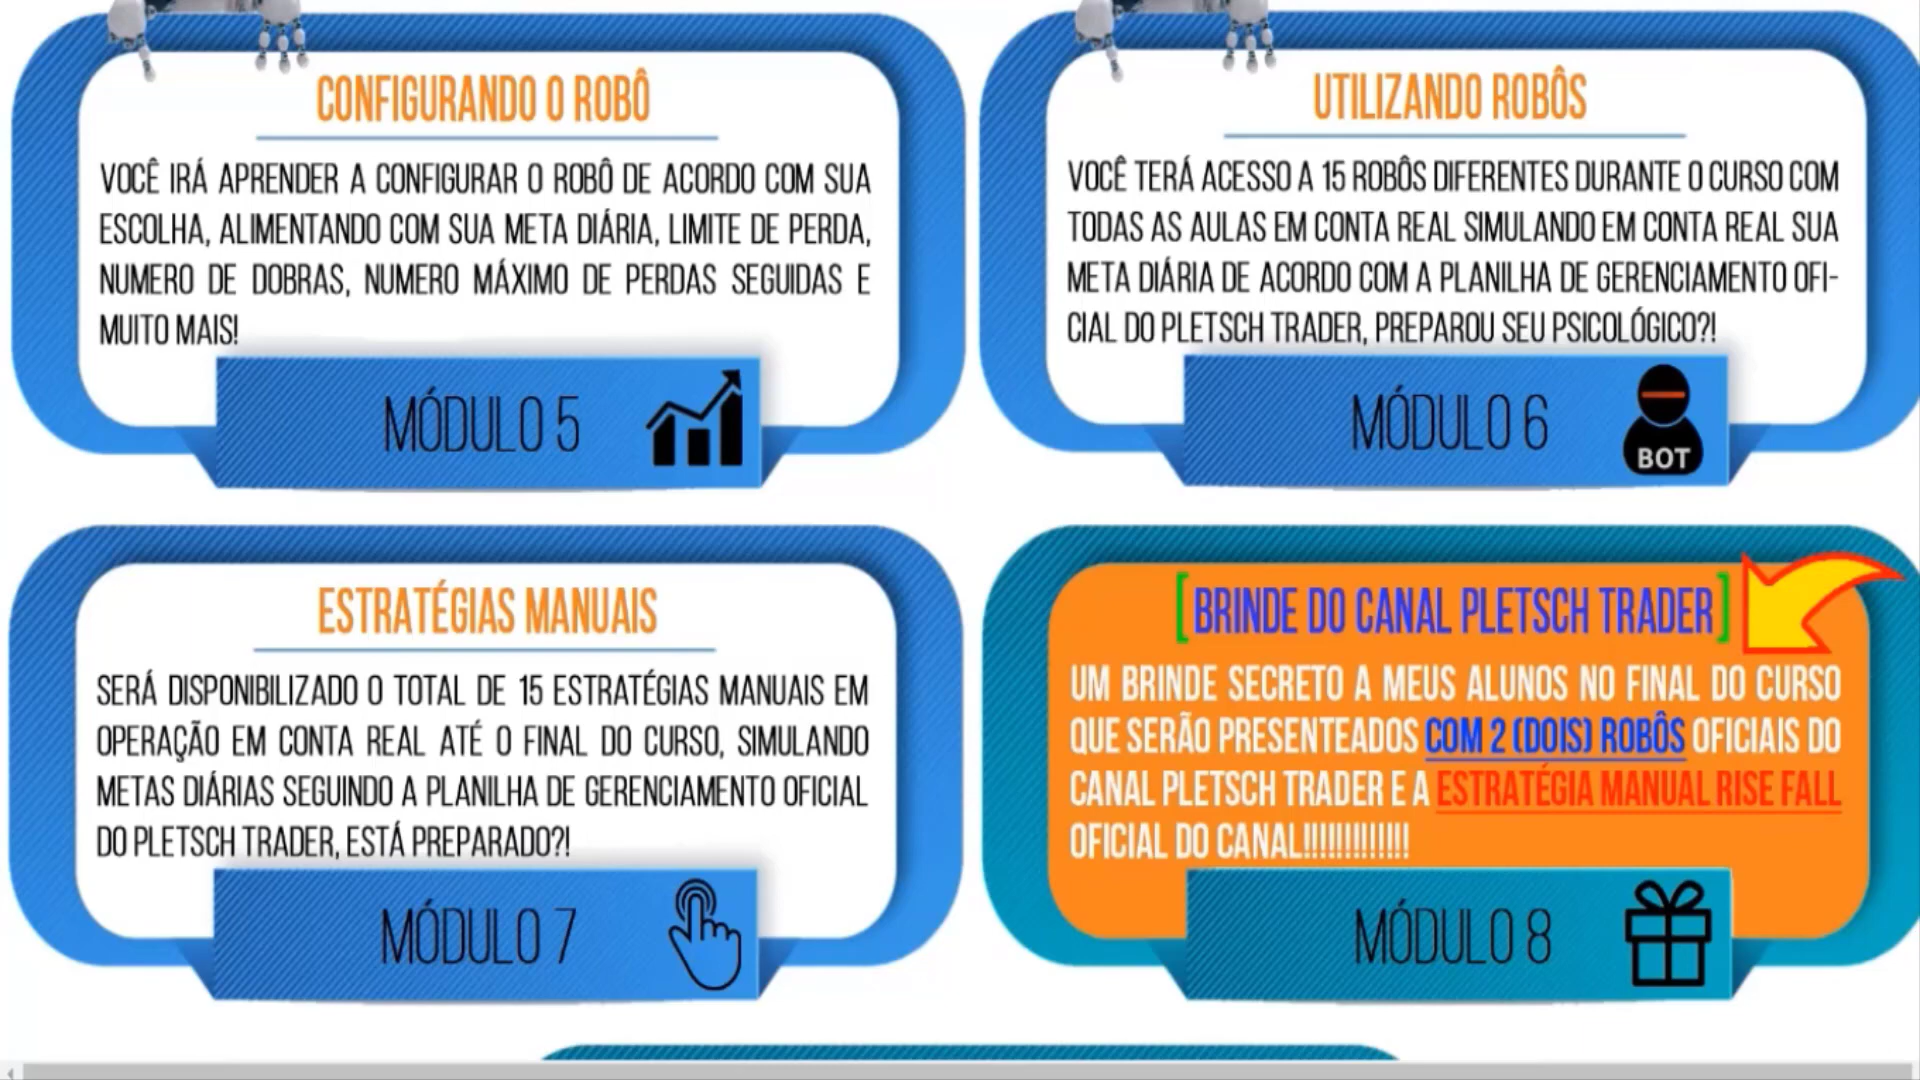 CONFIGURANDO O ROBÔ
VOCÊ IRÁ APRENDER A CONFIGURAR O ROBÔ DE ACORDO COM SUA
ESCOLHA, ALIMENTANDO COM SUA META DIÁRIA, LIMITE DE PERDA,
NUMERO DE DOBRAS, NUMERO MÁXIMO DE PERDAS SEGUIDAS E
MUITO MAIS!
MÓDULO 5
UTILIZANDO ROBÔS
VOCÊ TERÁ ACESSO A 15 ROBÔS DIFERENTES DURANTE O CURSO COM
TODAS AS AULAS EM CONTA REAL SIMULANDO EM CONTA REAL SUA
META DIÁRIA DE ACORDO COM A PLANILHA DE GERENCIAMENTO OFI-
CIAL DO PLETSCH TRADER, PREPAROU SEU PSICOLÓGICO?!
MÓDULO 6
BOT
ESTRATÉGIAS MANUAIS
SERÁ DISPONIBILIZADO O TOTAL DE 15 ESTRATÉGIAS MANUAIS EM
OPERAÇÃO EM CONTA REAL ATÉ O FINAL DO CURSO, SIMULANDO
METAS DIÁRIAS SEGUINDO A PLANILHA DE GERENCIAMENTO OFICIAL
DO PLETSCH TRADER, ESTÁ PREPARADO?!
MÓDULO 7
[BRINDE DO CANAL PLETSCH TRADER]
UM BRINDE SECRETO A MEUS ALUNOS NO FINAL DO CURSO
QUE SERÃO PRESENTEADOS COM 2 (DOIS) ROBÔS OFICIAIS DO
CANAL PLETSCH TRADER E A ESTRATÉGIA MANUAL RISE FALL
OFICIAL DO CANAL!!!!!!!!!!!!!
MÓDULO 8